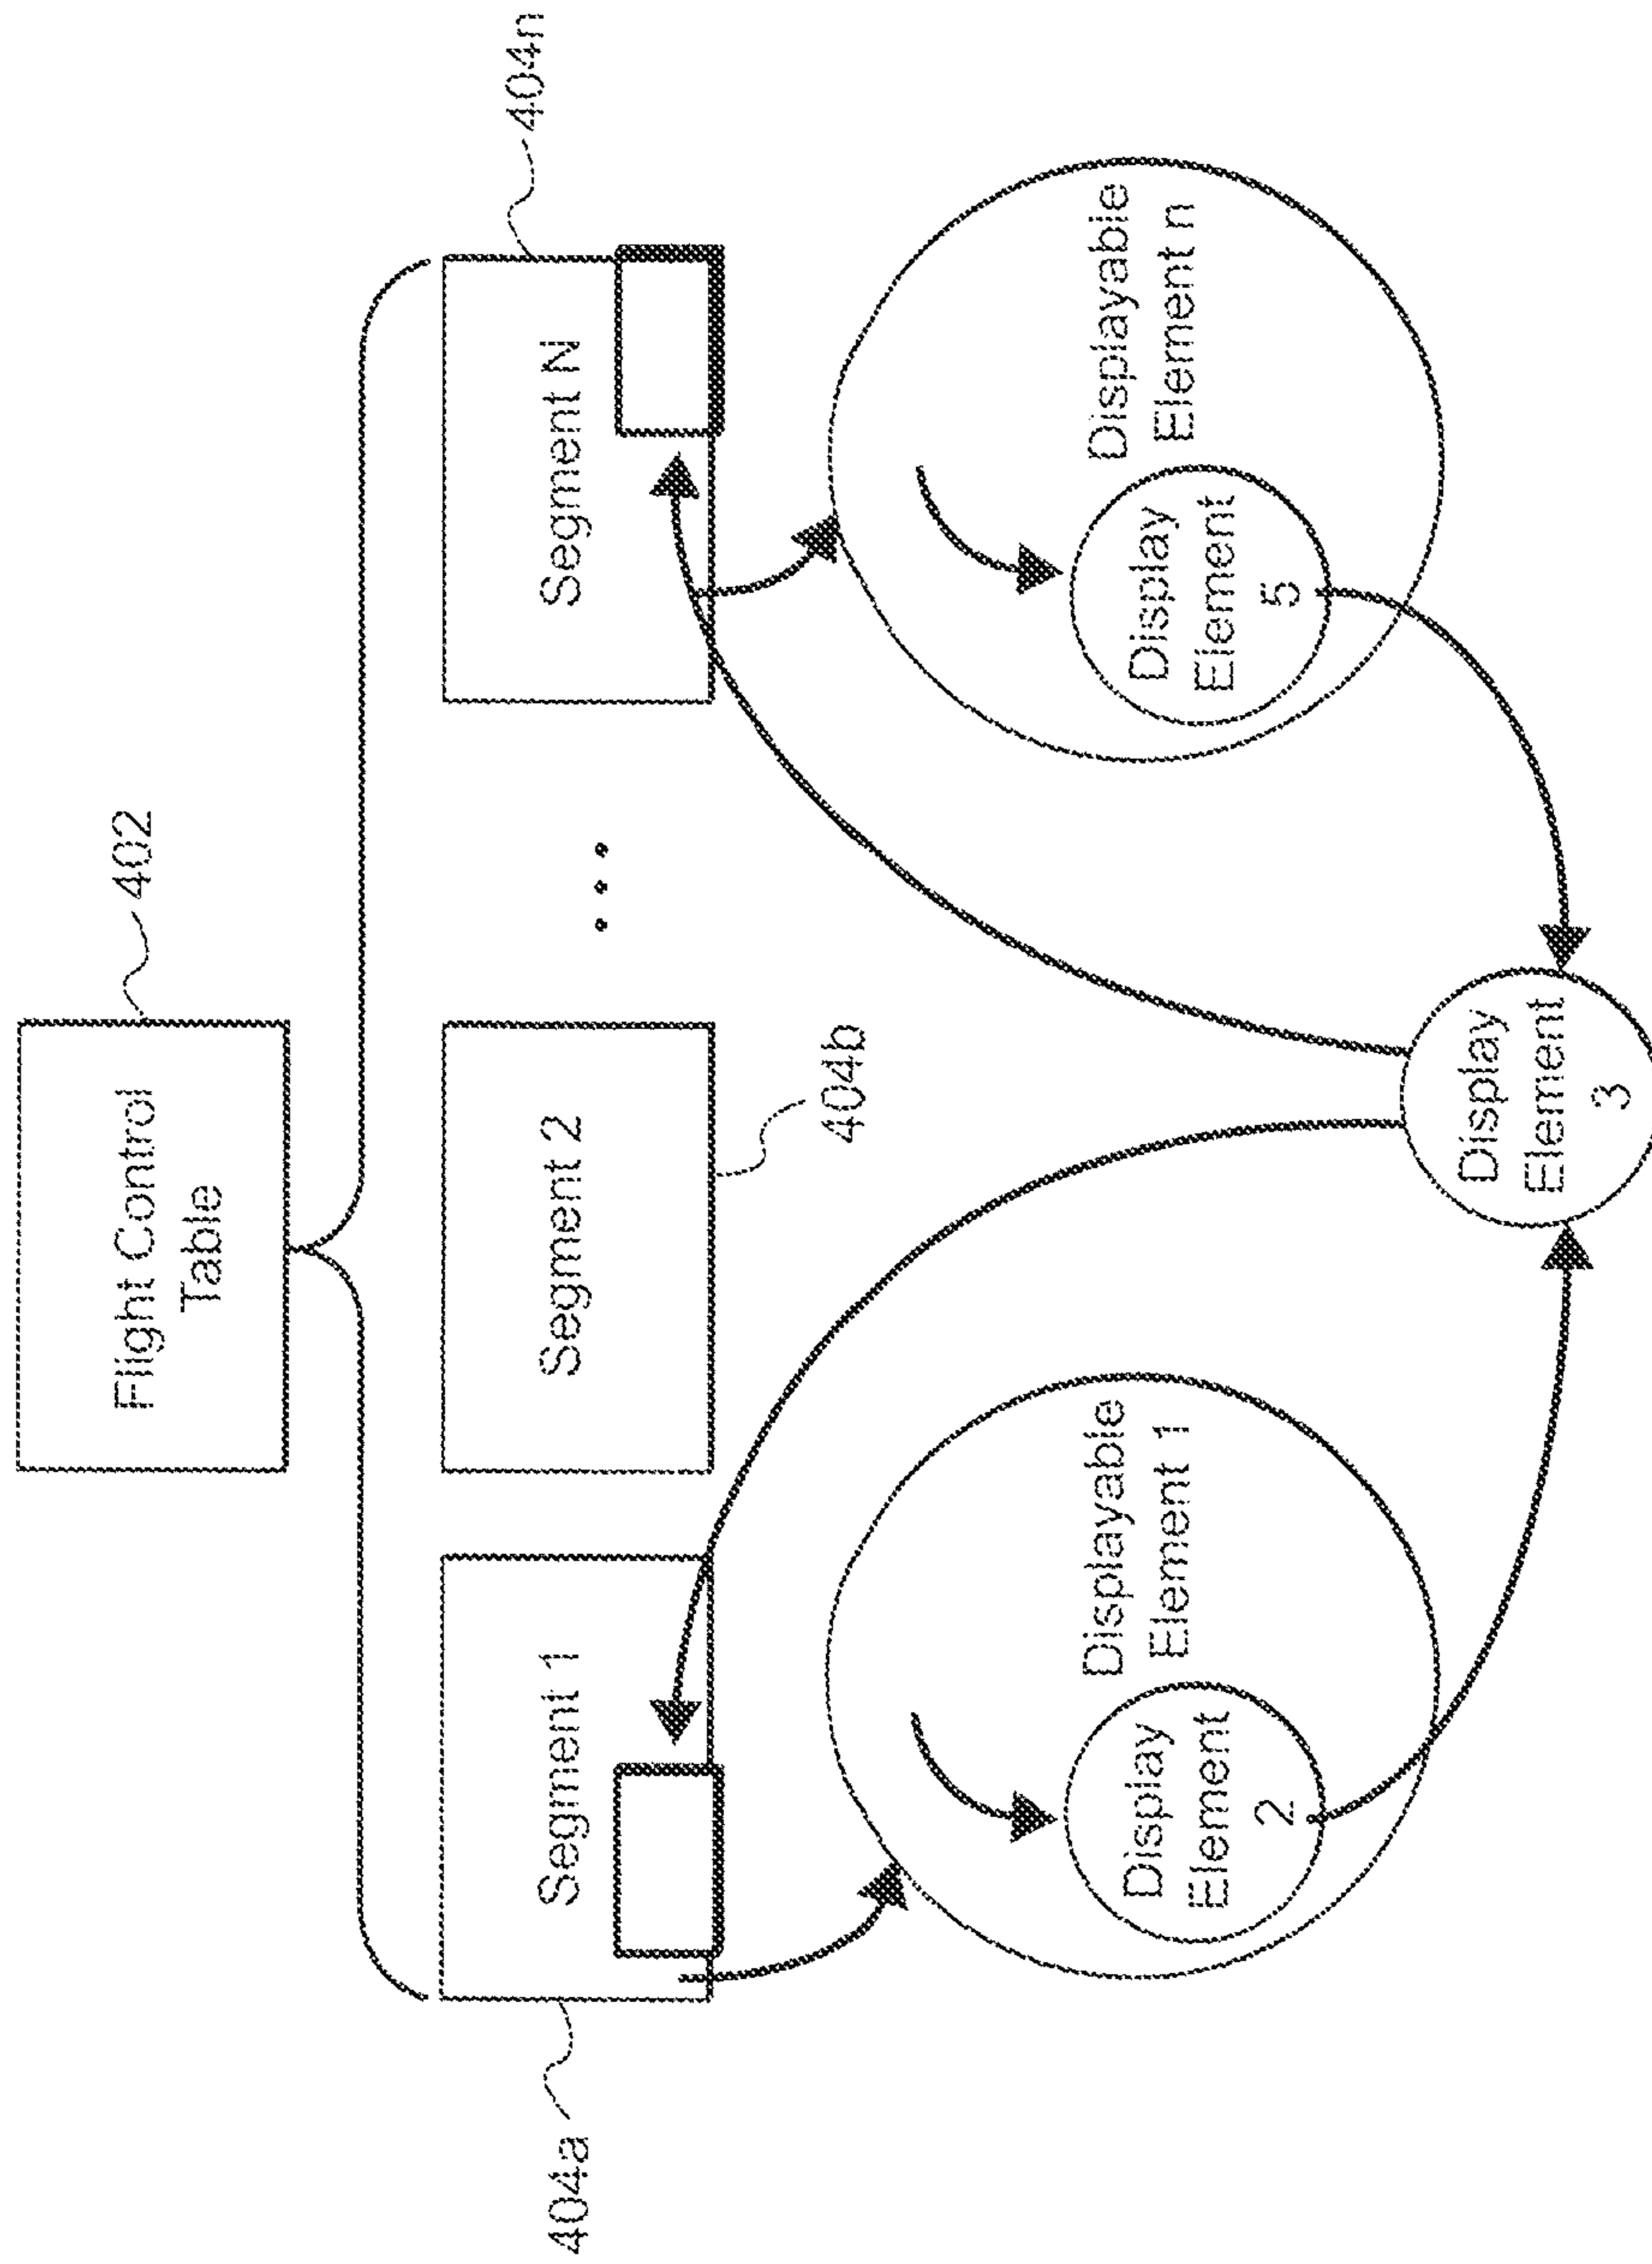 Flight Control
Table
402
404a
Segment 1
Segment 2
404b
. . .
Segment N
404n
Displayable
Element 1
Display
Element
2
Displayable
Element n
Display
Element
5
Display
Element
3